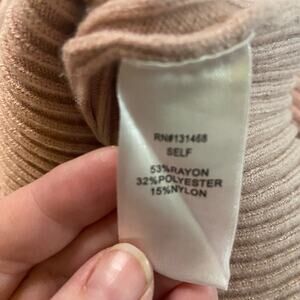 RN#131468
SELF
53%RAYON
32%POLYESTER
15%NYLON